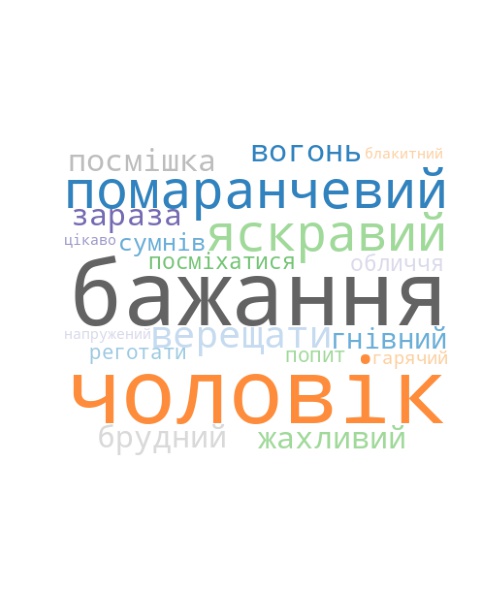 вогонь
блакитний
посмішка
помаранчевий
зараза
яскравий
цікаво
сумнів
посміхатися
обличчя
бажання
напружений
верещати
гнівний
реготати
попит
гарячий
чоловік
брудний
жахливий